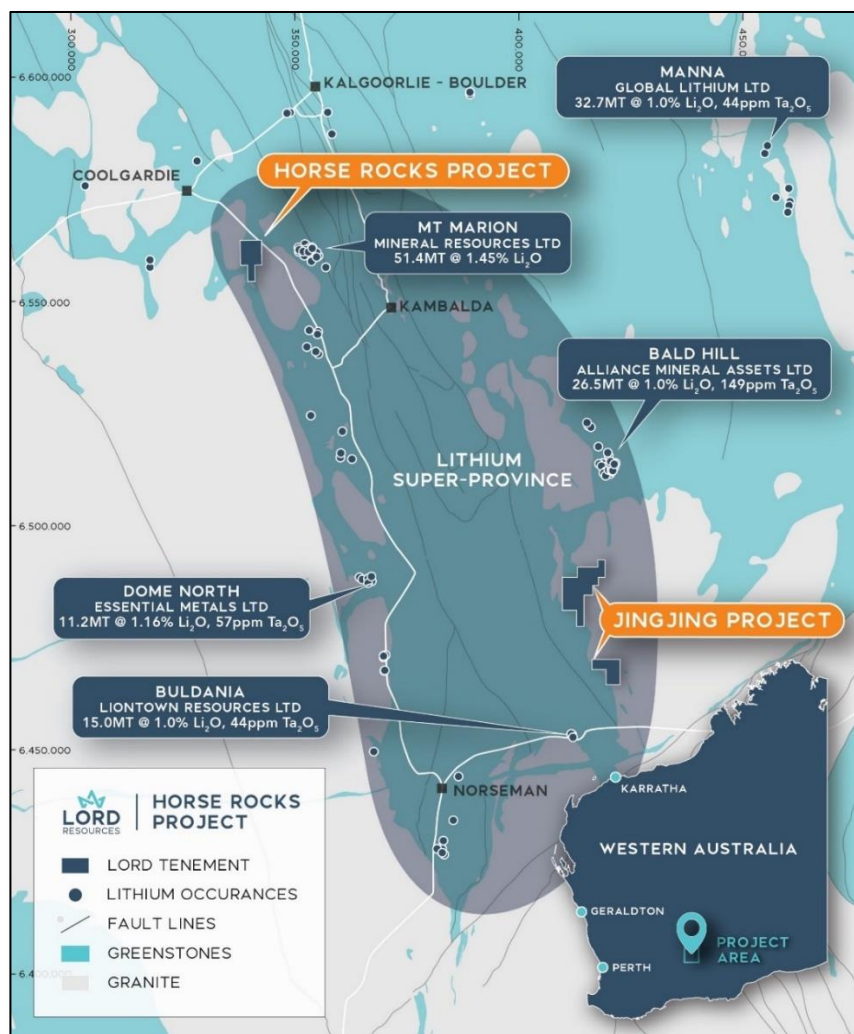 300,000
350,000
400,000
450,000
6,600,000
6,550,000
6,500,000
6,450,000
6,400,000
KALGOORLIE - BOULDER
MANNA
GLOBAL LITHIUM LTD
32.7MT @ 1.0% Li₂O, 44ppm Ta₂O₅
COOLGARDIE
HORSE ROCKS PROJECT
MT MARION
MINERAL RESOURCES LTD
51.4MT @ 1.45% Li₂O
KAMBALDA
BALD HILL
ALLIANCE MINERAL ASSETS LTD
26.5MT @ 1.0% Li₂O, 149ppm Ta₂O₅
LITHIUM
SUPER-PROVINCE
DOME NORTH
ESSENTIAL METALS LTD
11.2MT @ 1.16% Li₂O, 57ppm Ta₂O₅
JINGJING PROJECT
BULDANIA
LIONTOWN RESOURCES LTD
15.0MT @ 1.0% Li₂O, 44ppm Ta₂O₅
NORSEMAN
LORD
RESOURCES
HORSE ROCKS
PROJECT
LORD TENEMENT
LITHIUM OCCURANCES
FAULT LINES
GREENSTONES
GRANITE
KARRATHA
WESTERN AUSTRALIA
GERALDTON
PERTH
PROJECT
AREA